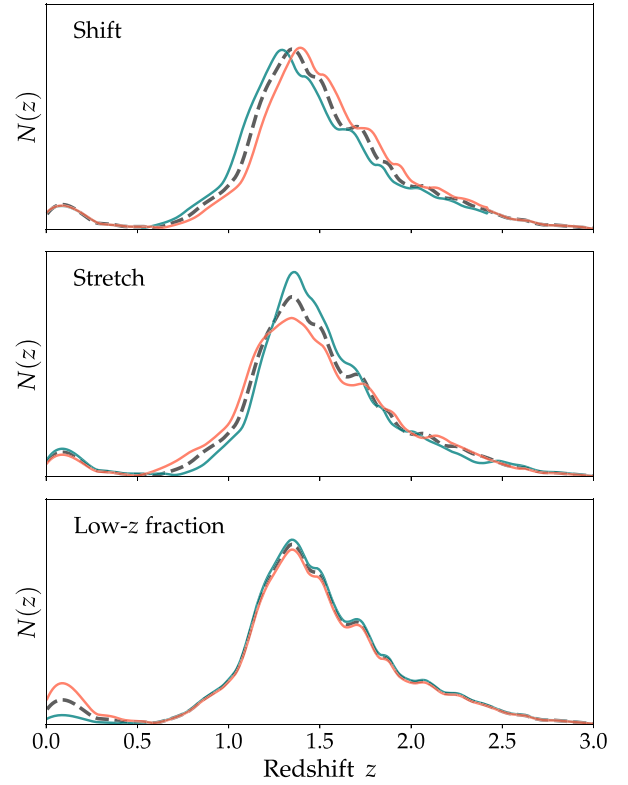 Shift
N(z)
Stretch
N(z)
Low-z fraction
N(z)
0.0 0.5 1.0 1.5 2.0 2.5 3.0
Redshift z